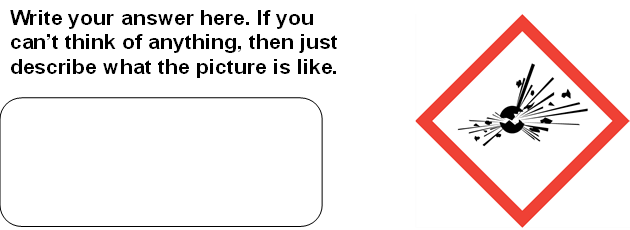 Write your answer here. If you
can't think of anything, then just
describe what the picture is like.